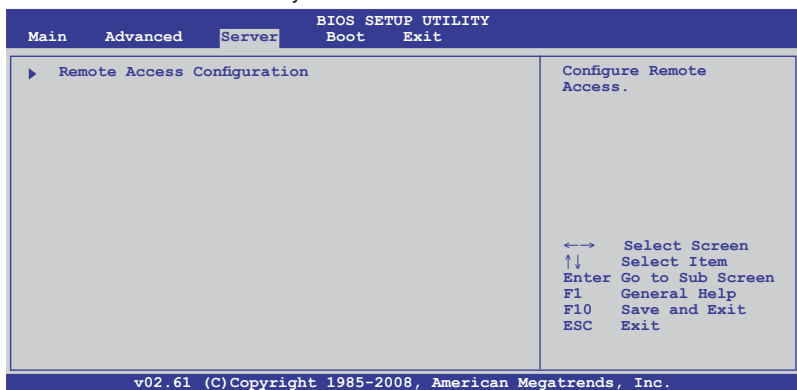 BIOS SETUP UTILITY
Main Advanced Server Boot Exit
Remote Access Configuration
Configure Remote
Access.
←→ Select Screen
↑↓ Select Item
Enter Go to Sub Screen
F1 General Help
F10 Save and Exit
ESC Exit
v02.61 (C)Copyright 1985-2008, American Megatrends, Inc.